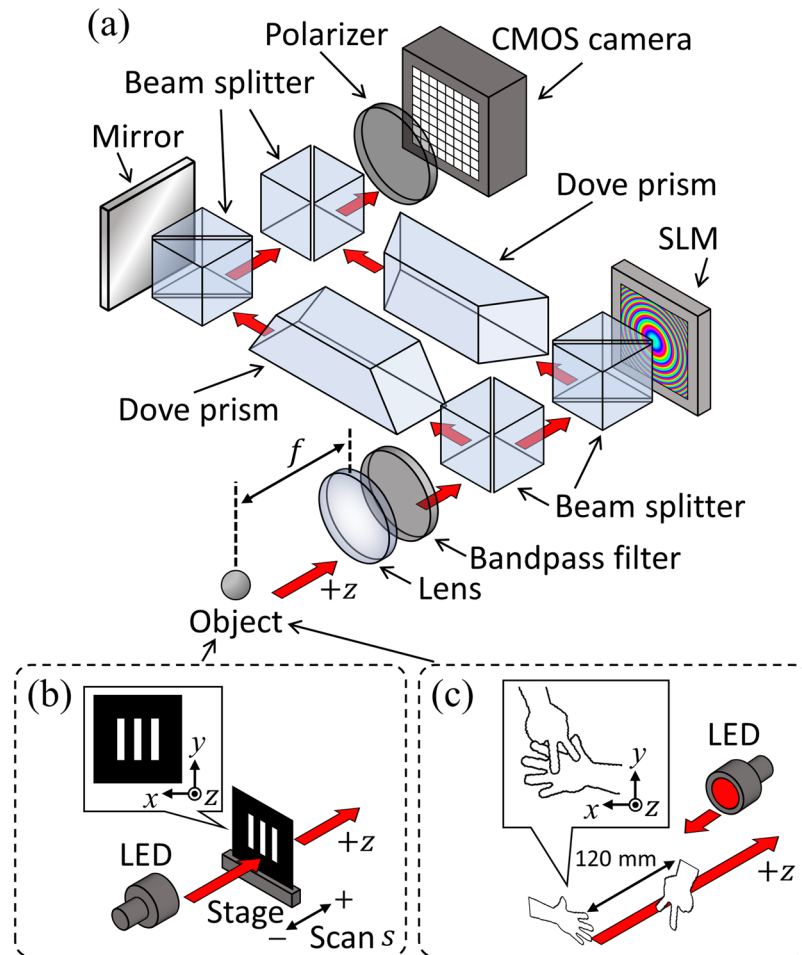 (a)
Polarizer
CMOS camera
Beam splitter
Mirror
Dove prism
SLM
Dove prism
f
Beam splitter
Bandpass filter
Lens
+z
Object
(b)
y
x
z
LED
+z
Stage
+
−
Scan s
(c)
LED
y
x
z
120 mm
+z